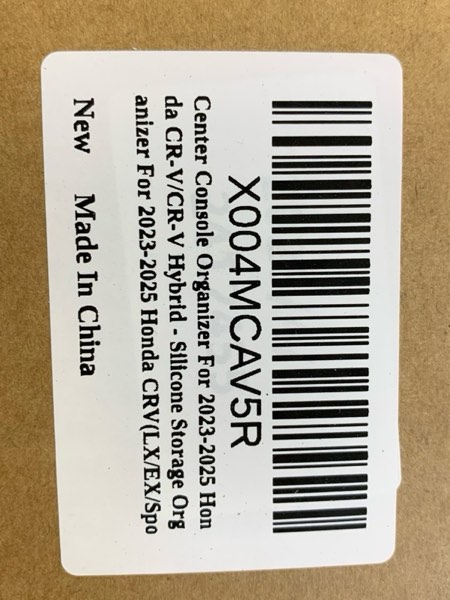 X004MCAV5R
Center Console Organizer For 2023-2025 Hon
da CR-V/CR-V Hybrid - Silicone Storage Org
anizer For 2023-2025 Honda CRV(LX/EX/Spo
New Made In China